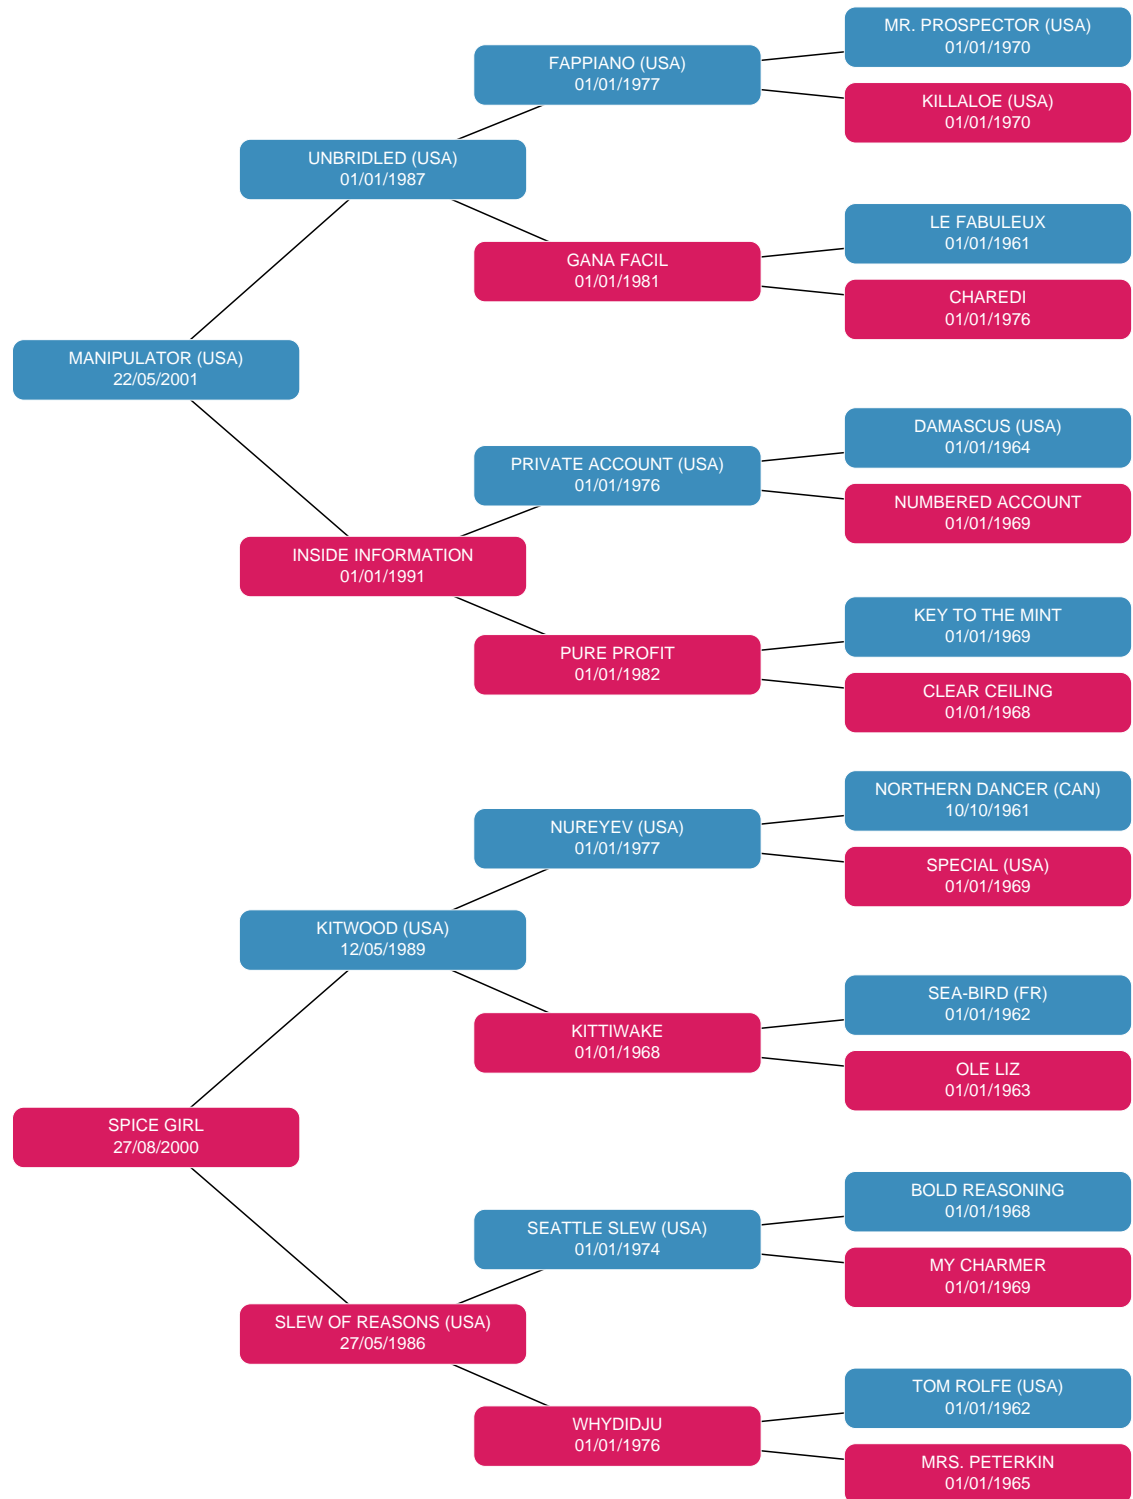 MR. PROSPECTOR (USA)
01/01/1970
FAPPIANO (USA)
01/01/1977
KILLALOE (USA)
01/01/1970
UNBRIDLED (USA)
01/01/1987
LE FABULEUX
01/01/1961
GANA FACIL
01/01/1981
CHAREDI
01/01/1976
MANIPULATOR (USA)
22/05/2001
DAMASCUS (USA)
01/01/1964
PRIVATE ACCOUNT (USA)
01/01/1976
NUMBERED ACCOUNT
01/01/1969
INSIDE INFORMATION
01/01/1991
KEY TO THE MINT
01/01/1969
PURE PROFIT
01/01/1982
CLEAR CEILING
01/01/1968
NORTHERN DANCER (CAN)
10/10/1961
NUREYEV (USA)
01/01/1977
SPECIAL (USA)
01/01/1969
KITWOOD (USA)
12/05/1989
SEA-BIRD (FR)
01/01/1962
KITTIWAKE
01/01/1968
OLE LIZ
01/01/1963
SPICE GIRL
27/08/2000
BOLD REASONING
01/01/1968
SEATTLE SLEW (USA)
01/01/1974
MY CHARMER
01/01/1969
SLEW OF REASONS (USA)
27/05/1986
TOM ROLFE (USA)
01/01/1962
WHYDIDJU
01/01/1976
MRS. PETERKIN
01/01/1965